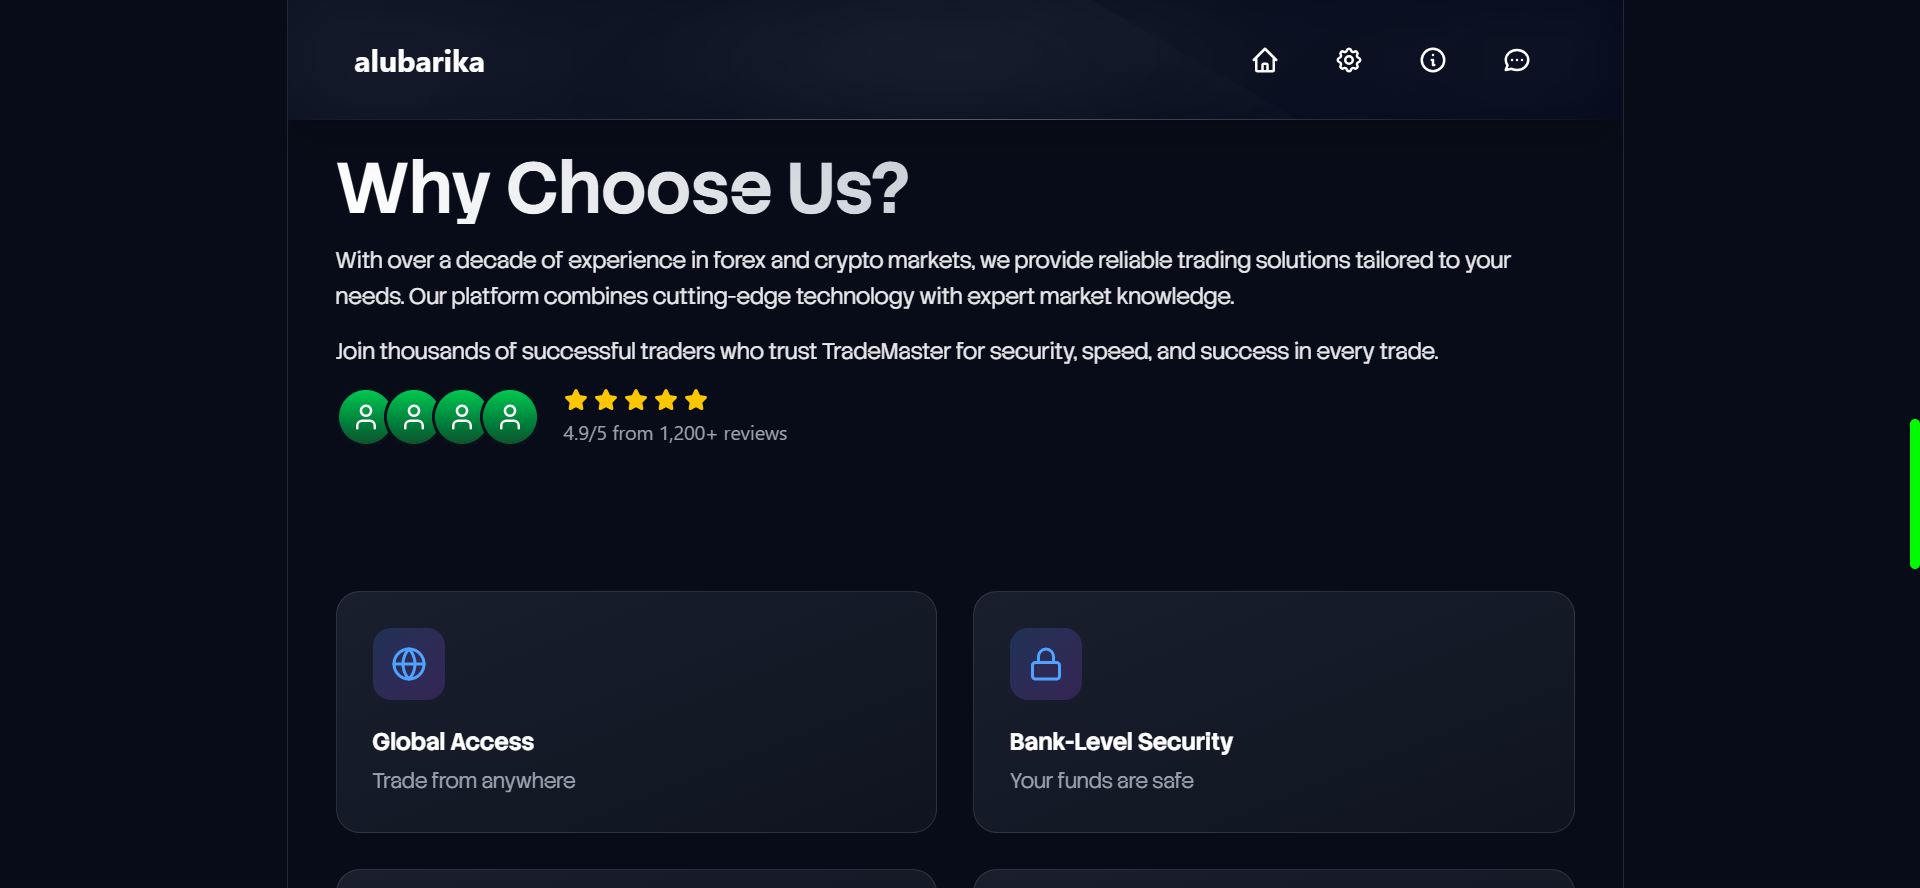 alubarika
Why Choose Us?
With over a decade of experience in forex and crypto markets, we provide reliable trading solutions tailored to your
needs. Our platform combines cutting-edge technology with expert market knowledge.
Join thousands of successful traders who trust TradeMaster for security, speed, and success in every trade.
4.9/5 from 1,200+ reviews
Global Access
Trade from anywhere
Bank-Level Security
Your funds are safe